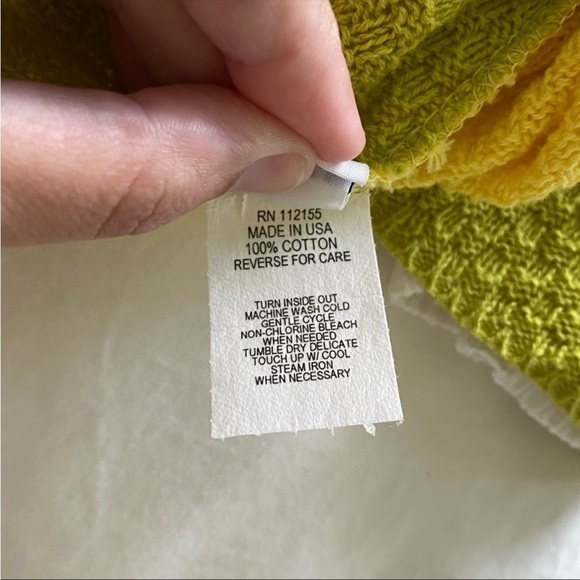 RN 112155
MADE IN USA
100% COTTON
REVERSE FOR CARE
TURN INSIDE OUT
MACHINE WASH COLD
GENTLE CYCLE
NON-CHLORINE BLEACH
WHEN NEEDED
TUMBLE DRY DELICATE
TOUCH UP W/ COOL
STEAM IRON
WHEN NECESSARY